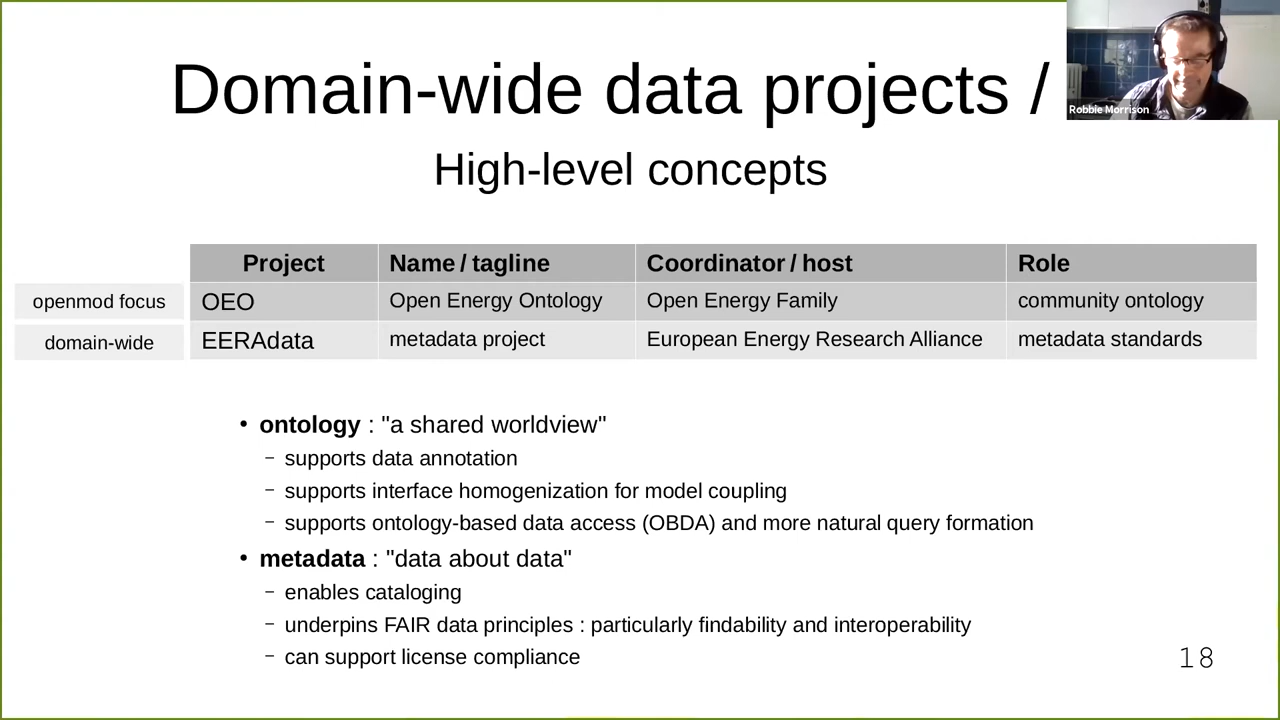 Domain-wide data projects /
Robbie Morrison
High-level concepts
Project Name / tagline Coordinator / host Role
openmod focus OEO Open Energy Ontology Open Energy Family community ontology
domain-wide EERAdata metadata project European Energy Research Alliance metadata standards
• ontology : "a shared worldview"
– supports data annotation
– supports interface homogenization for model coupling
– supports ontology-based data access (OBDA) and more natural query formation
• metadata : "data about data"
– enables cataloging
– underpins FAIR data principles : particularly findability and interoperability
– can support license compliance
18